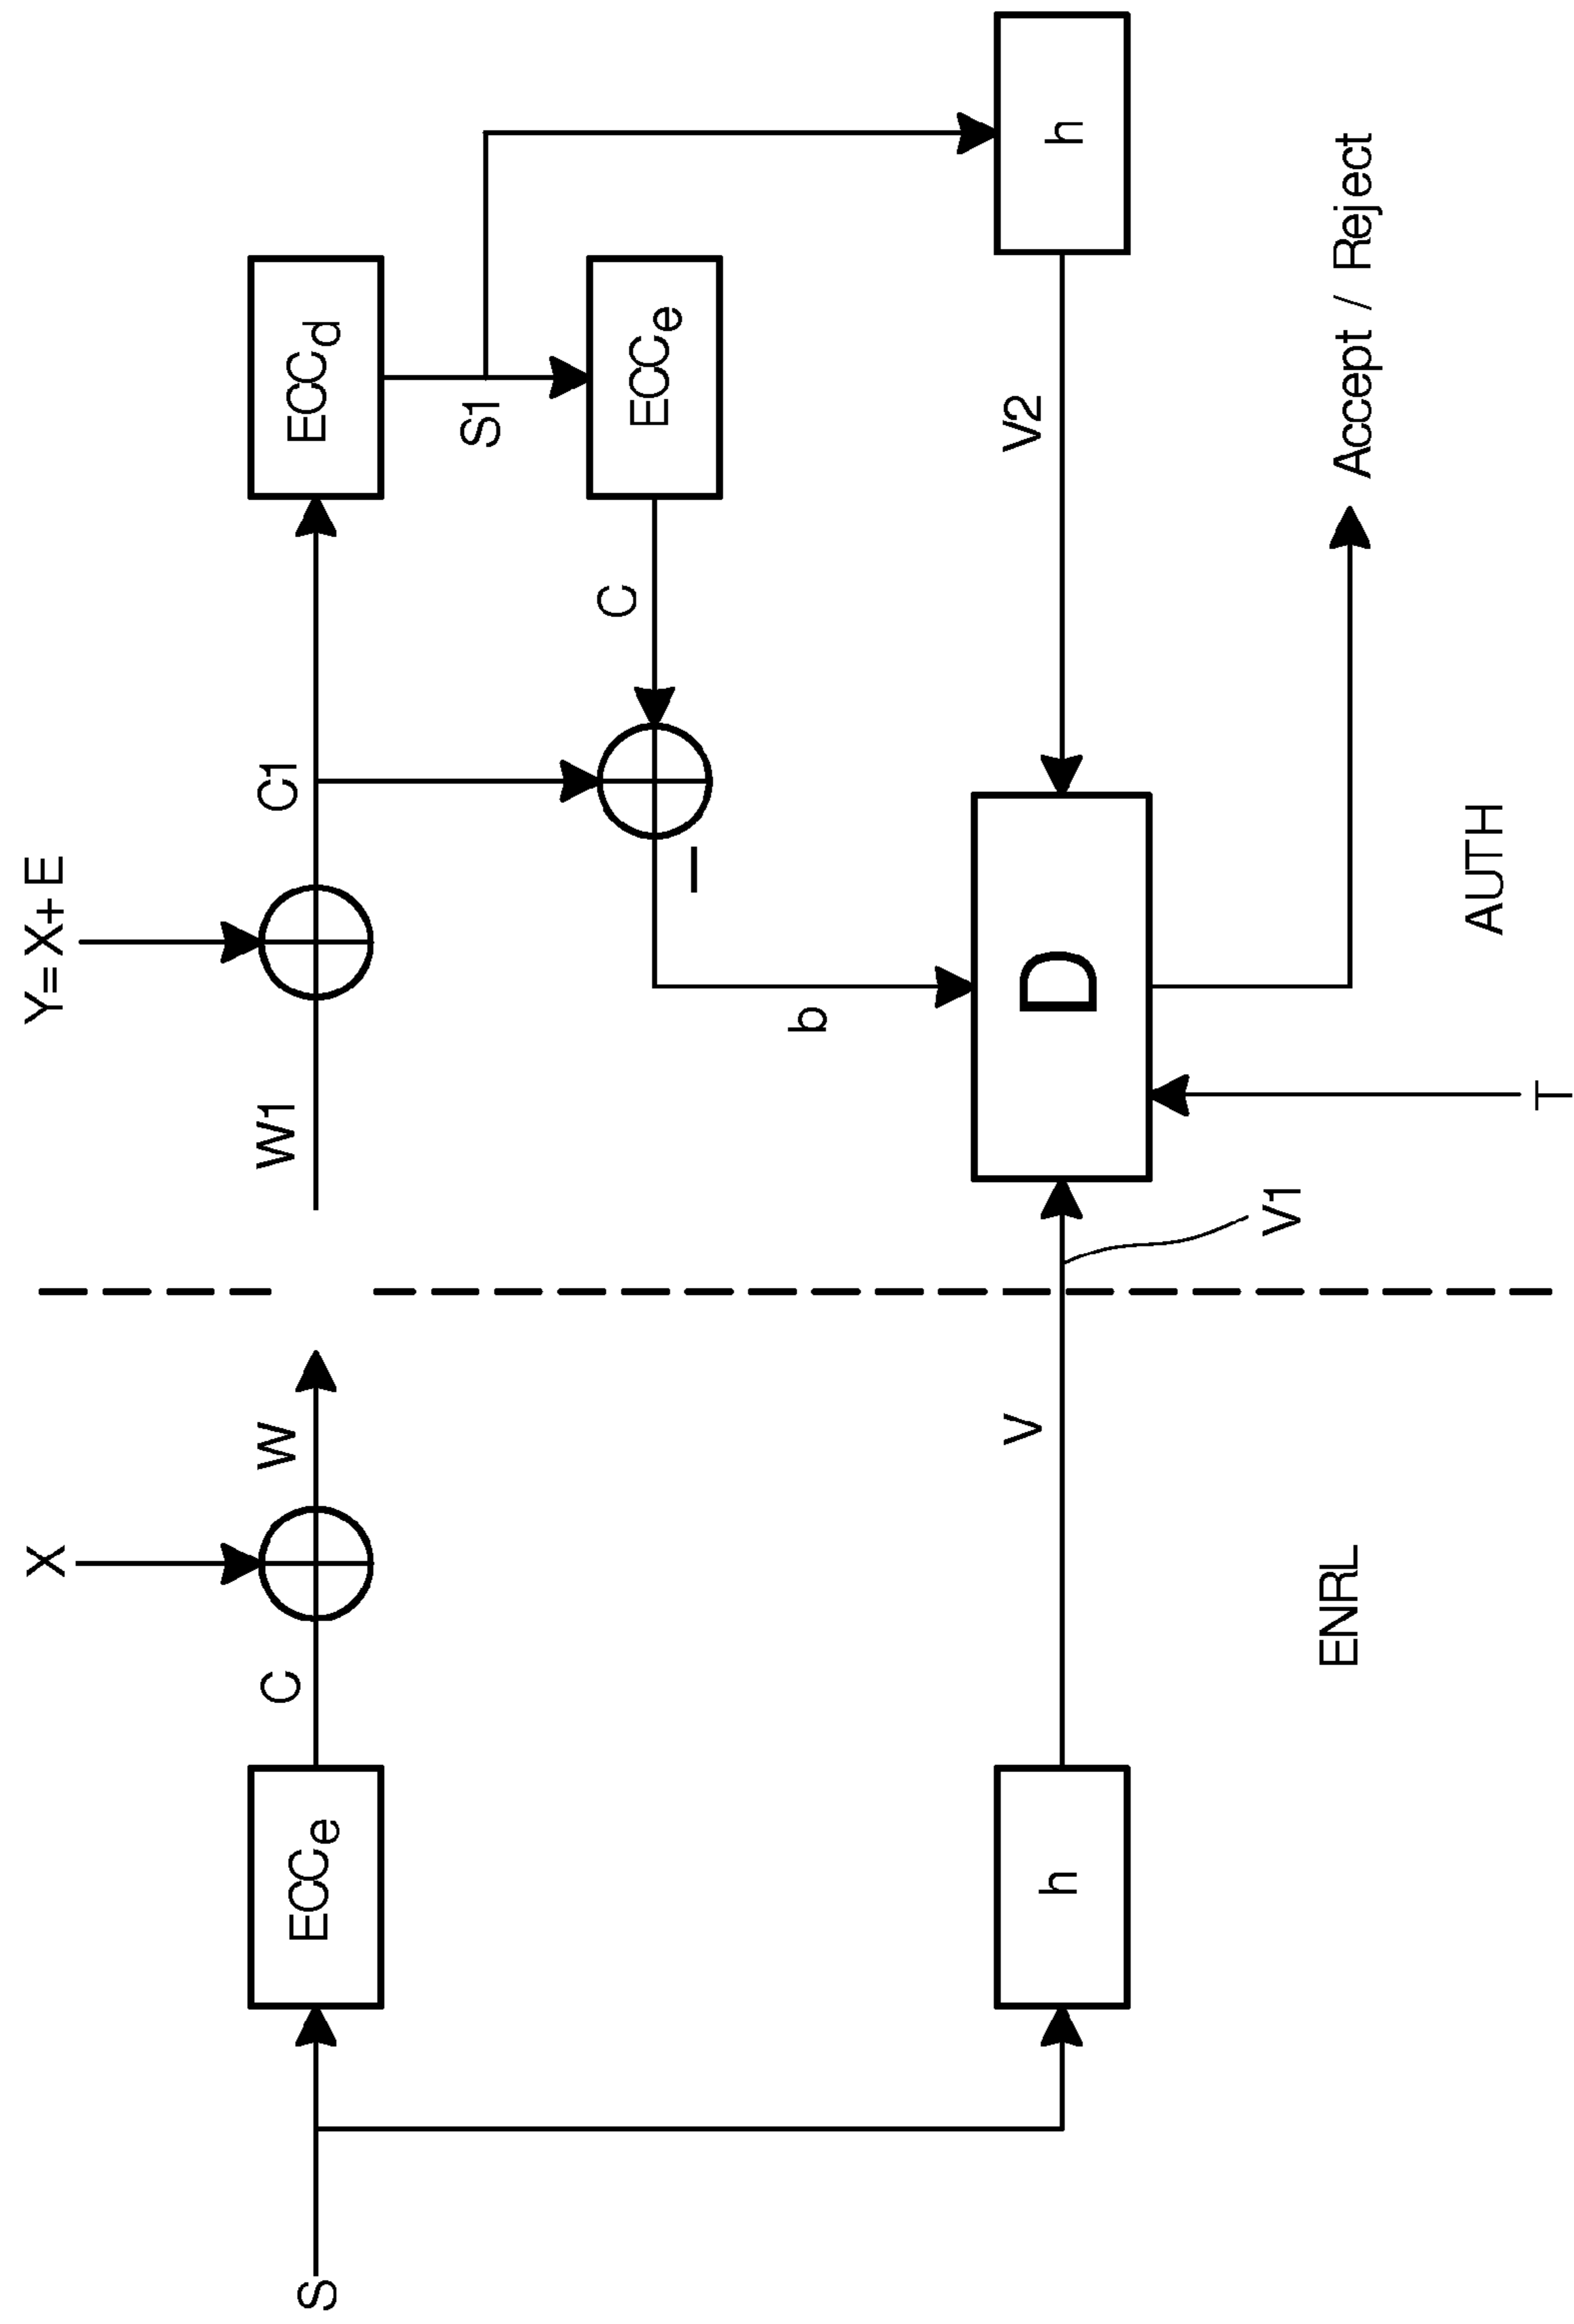 X
Y=X+E
S
ECCe
C
W
W1
C1
ECCd
S1
C
ECCe
–
b
h
V
D
V2
h
V1
ENRL
Accept / Reject
AUTH
T